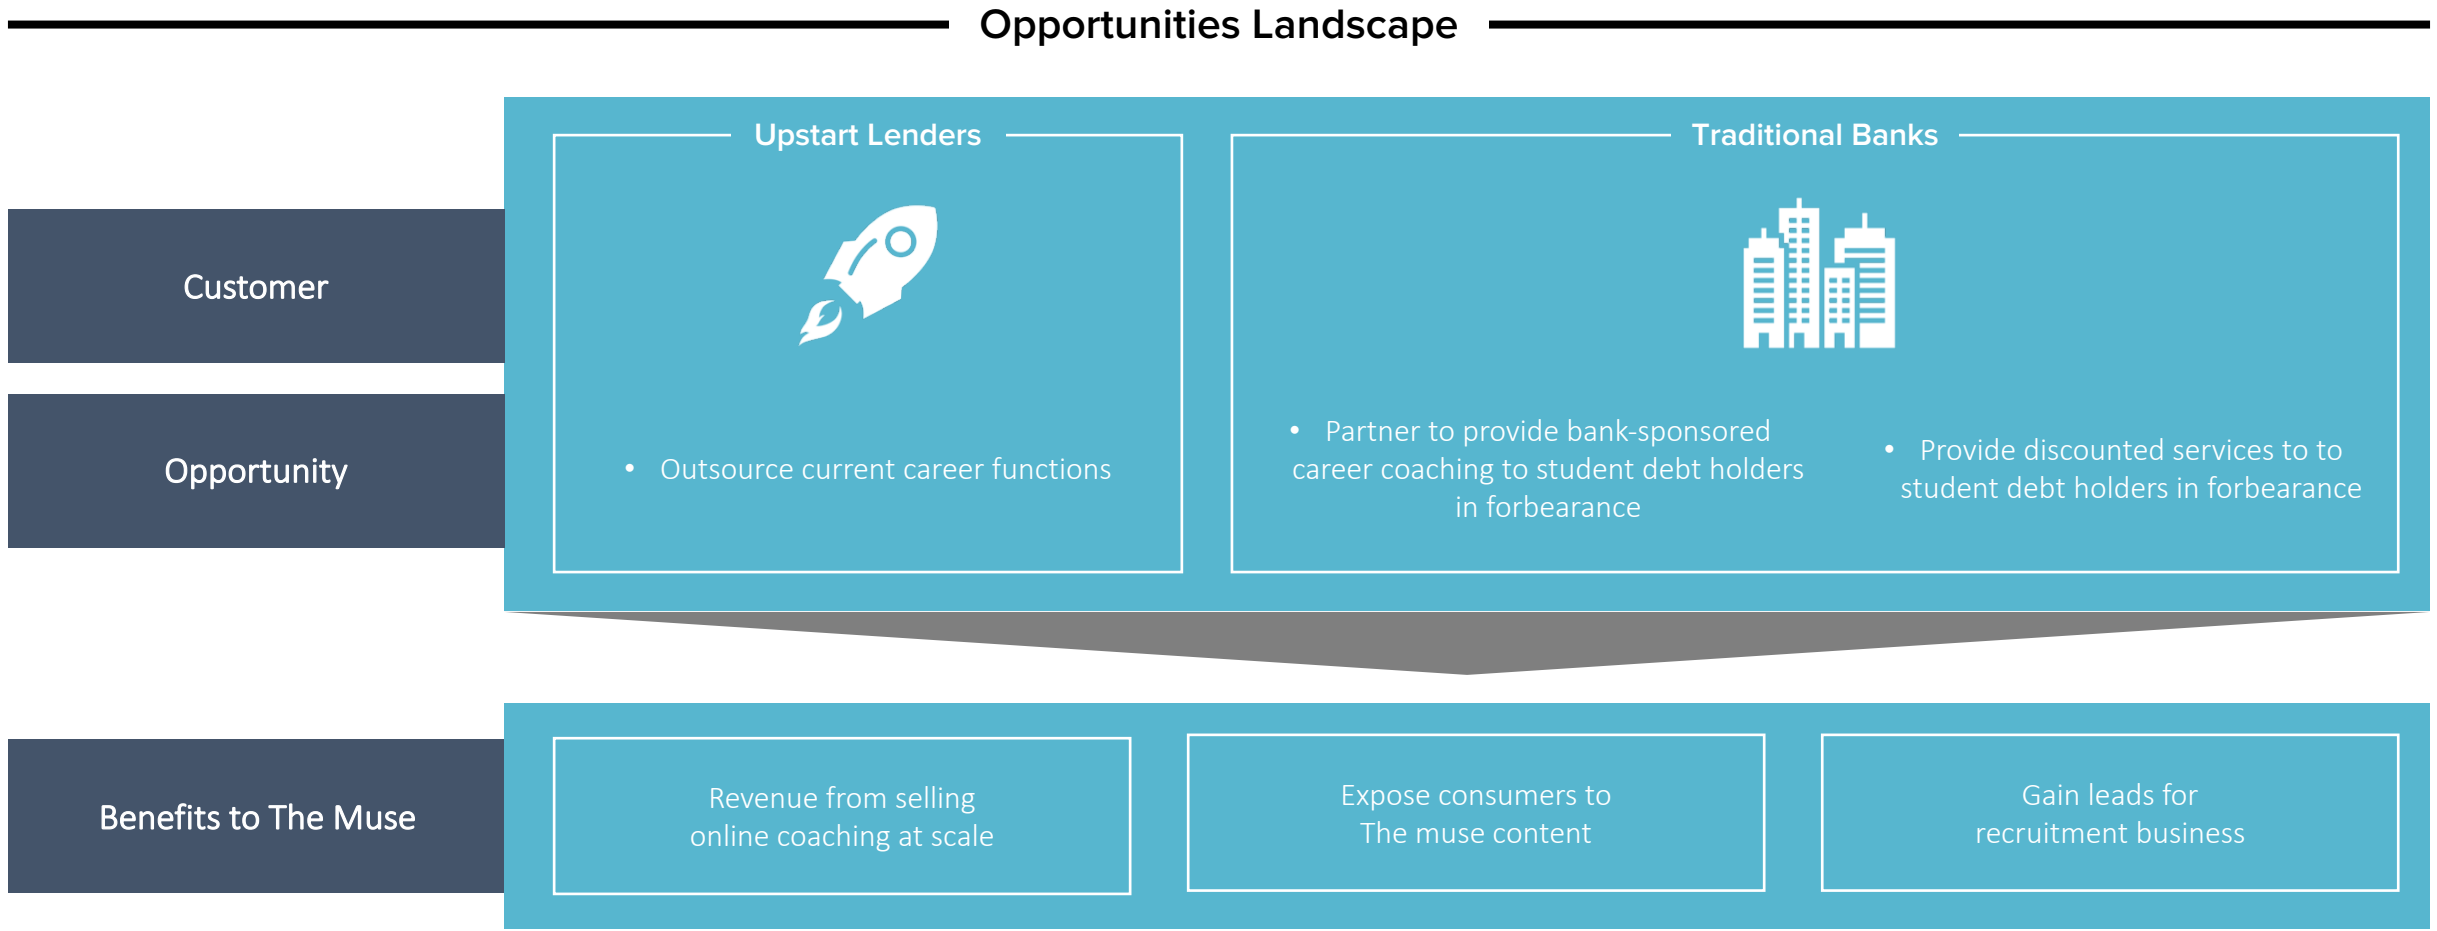 Opportunities Landscape
Upstart Lenders
Traditional Banks
Customer
Opportunity
• Outsource current career functions
• Partner to provide bank-sponsored
career coaching to student debt holders
in forbearance
• Provide discounted services to to
student debt holders in forbearance
Benefits to The Muse
Revenue from selling
online coaching at scale
Expose consumers to
The muse content
Gain leads for
recruitment business